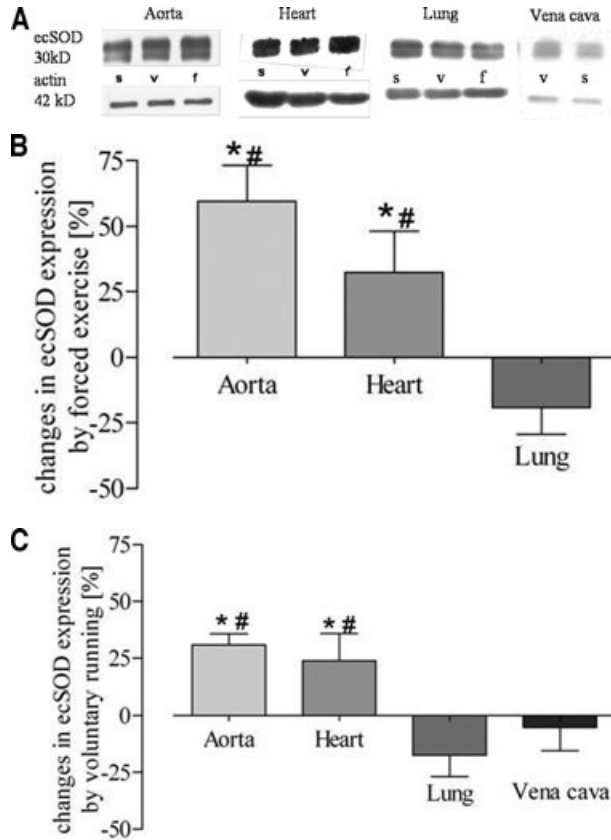 A Aorta Heart Lung Vena cava
ecSOD
30kD
actin s v f s v f s v f v s
42 kD
B
changes in ecSOD expression
by forced exercise [%]
75
50
25
0
-25
-50
*# *#
Aorta Heart Lung
C
changes in ecSOD expression
by voluntary running [%]
75
50
25
0
-25
-50
*# *#
Aorta Heart Lung Vena cava